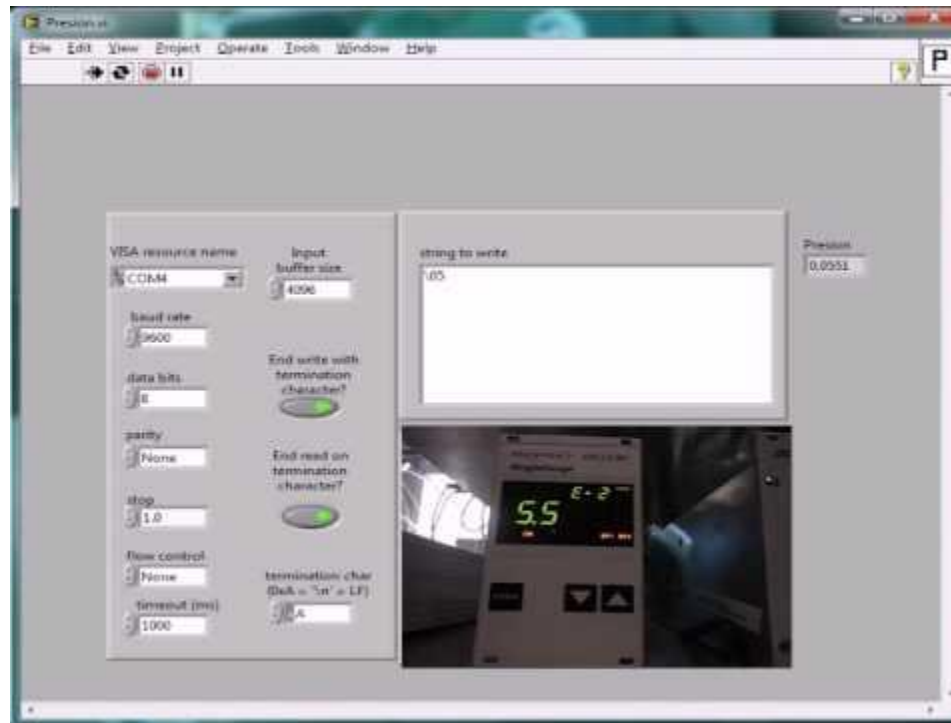 Presion.vi
File Edit View Project Operate Tools Window Help
P
VISA resource name
COM4
baud rate
9600
data bits
8
parity
None
stop
1.0
flow control
None
timeout (ms)
1000
Input
buffer size
4096
End write with
termination
character?
End read on
termination
character?
termination char
(0xA = '\n' = LF)
A
string to write
\05
Presion
0,0551
SingleGauge
5.5 E-2